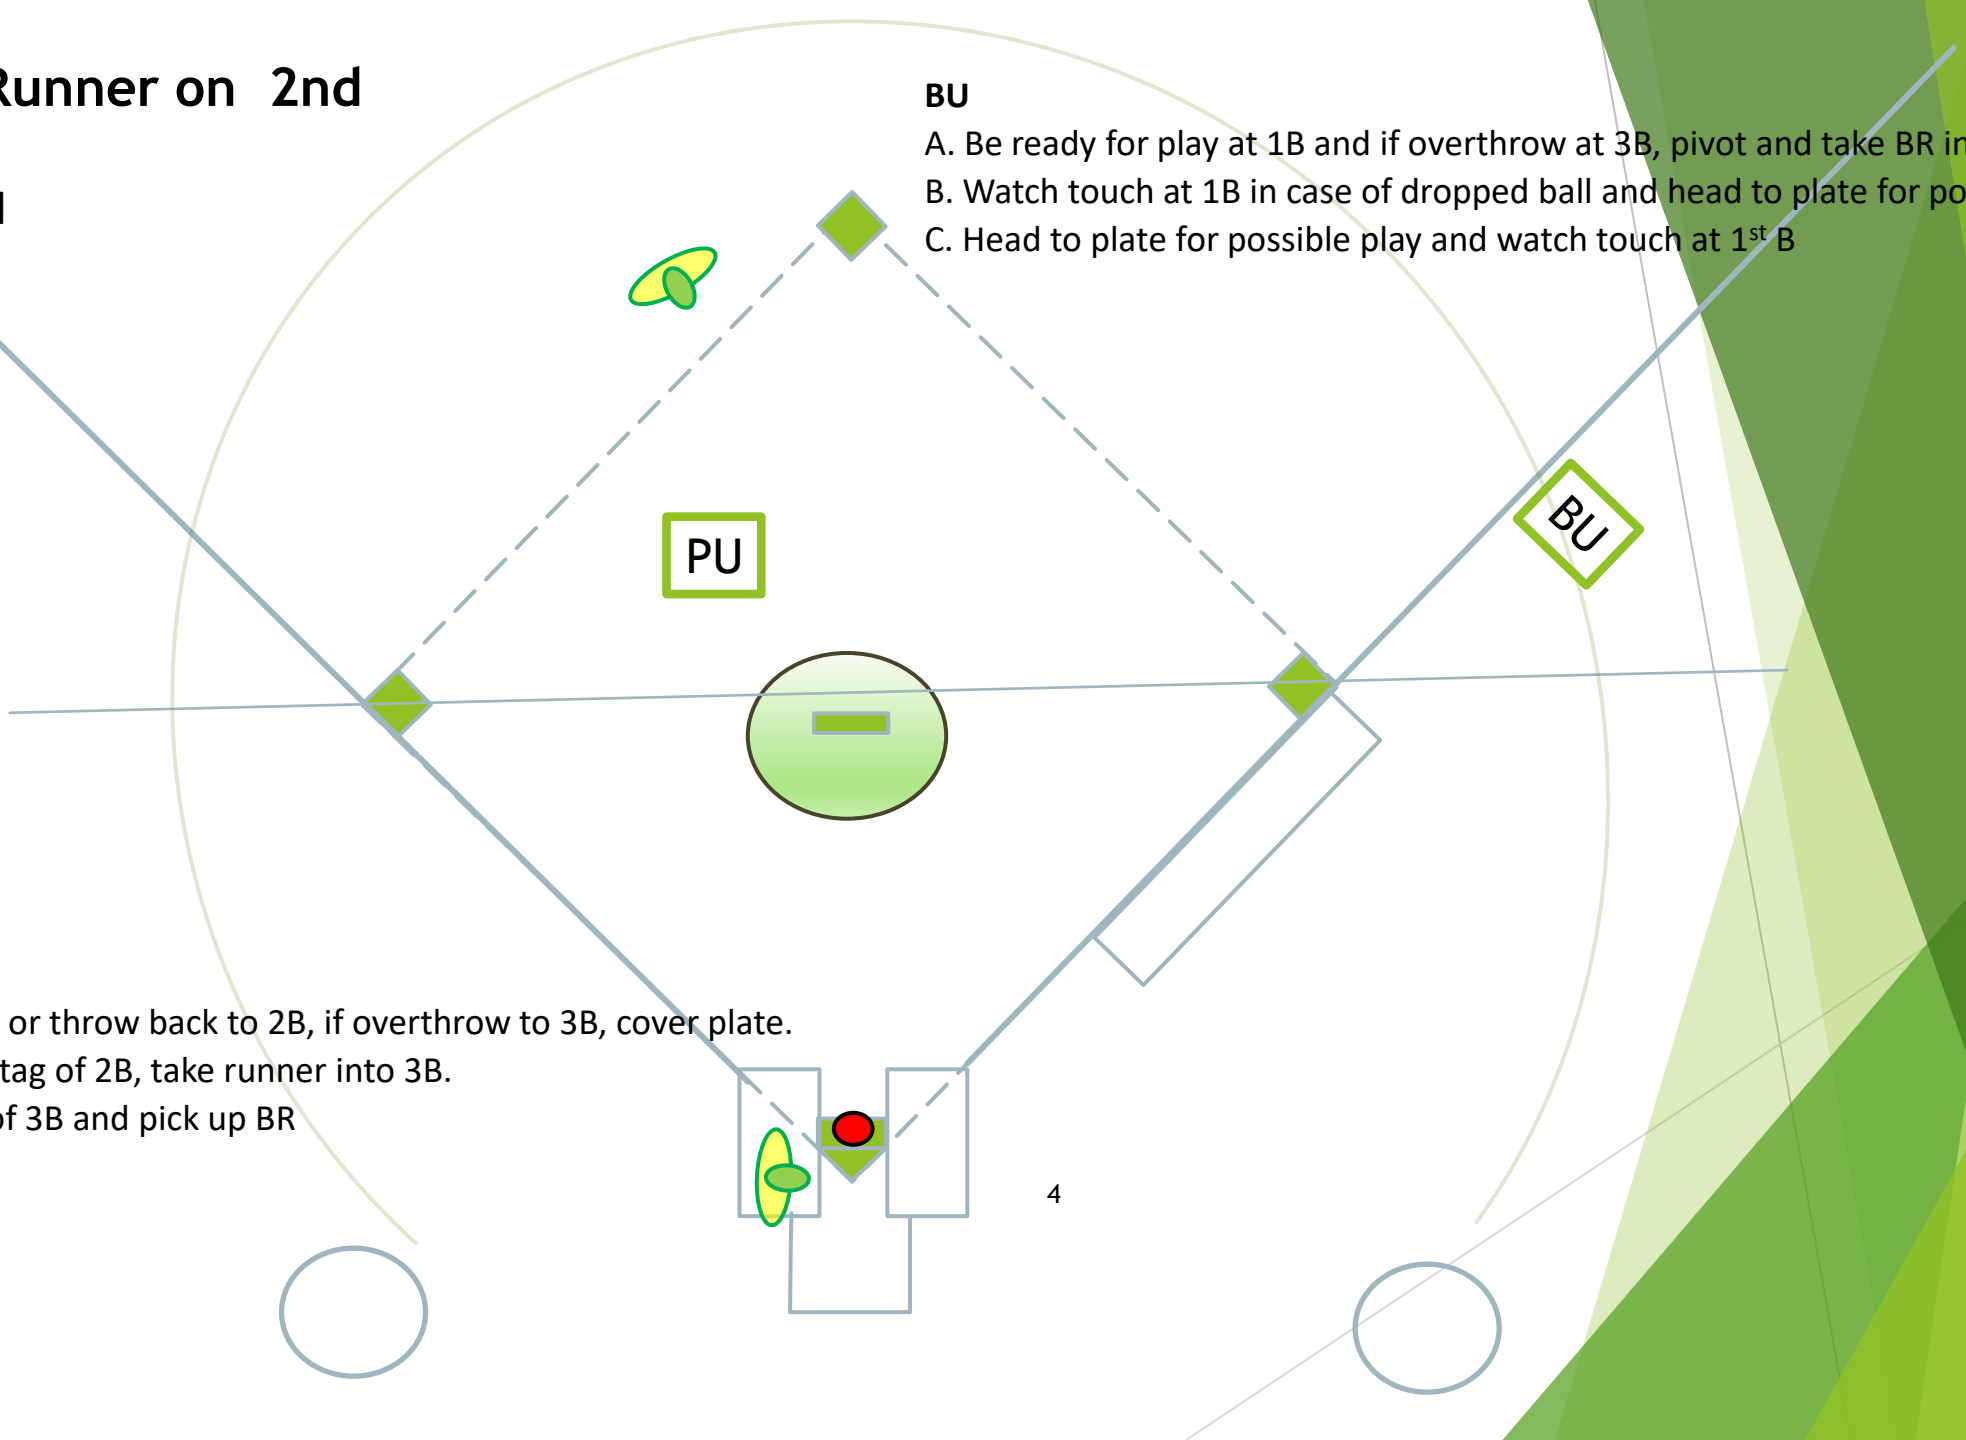 Runner on 2nd
BU
A. Be ready for play at 1B and if overthrow at 3B, pivot and take BR in
B. Watch touch at 1B in case of dropped ball and head to plate for po
C. Head to plate for possible play and watch touch at 1st B
BU
PU
or throw back to 2B, if overthrow to 3B, cover plate.
tag of 2B, take runner into 3B.
of 3B and pick up BR
4